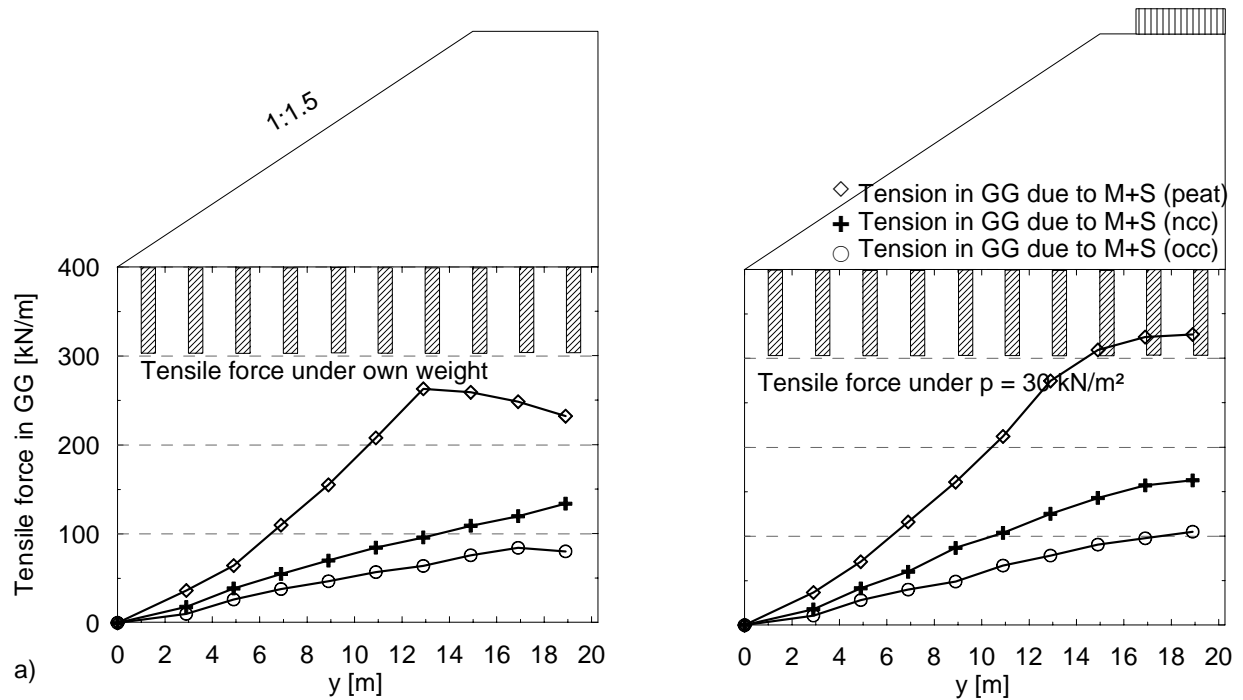 1:1.5
Tension in GG due to M+S (peat)
Tension in GG due to M+S (ncc)
Tension in GG due to M+S (occ)
400
300
200
100
0
Tensile force in GG [kN/m]
Tensile force under own weight
Tensile force under p = 30 kN/m²
0 2 4 6 8 10 12 14 16 18 20
0 2 4 6 8 10 12 14 16 18 20
a)
y [m]
y [m]